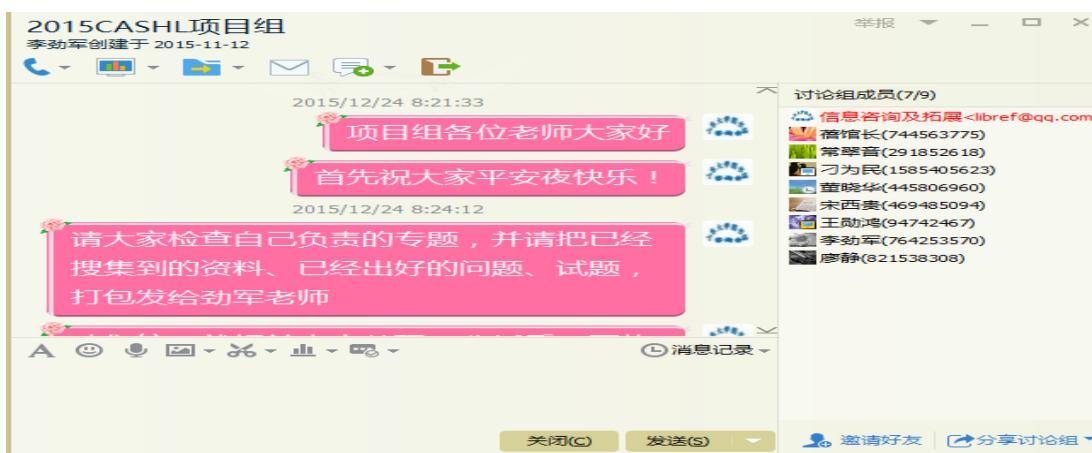 2015CASHL项目组
李劲军创建于 2015-11-12
举报
2015/12/24 8:21:33
项目组各位老师大家好
首先祝大家平安夜快乐！
2015/12/24 8:24:12
请大家检查自己负责的专题，并请把已经
搜集到的资料、已经出好的问题、试题，
打包发给劲军老师
消息记录
关闭(C)
发送(S)
讨论组成员(7/9)
信息咨询及拓展<libref@qq.com
蓿馆长(744563775)
常翠音(291852618)
刁为民(1585405623)
董晓华(445806960)
宋西贵(469485094)
王勋鸿(94742467)
李劲军(764253570)
廖静(821538308)
邀请好友
分享讨论组